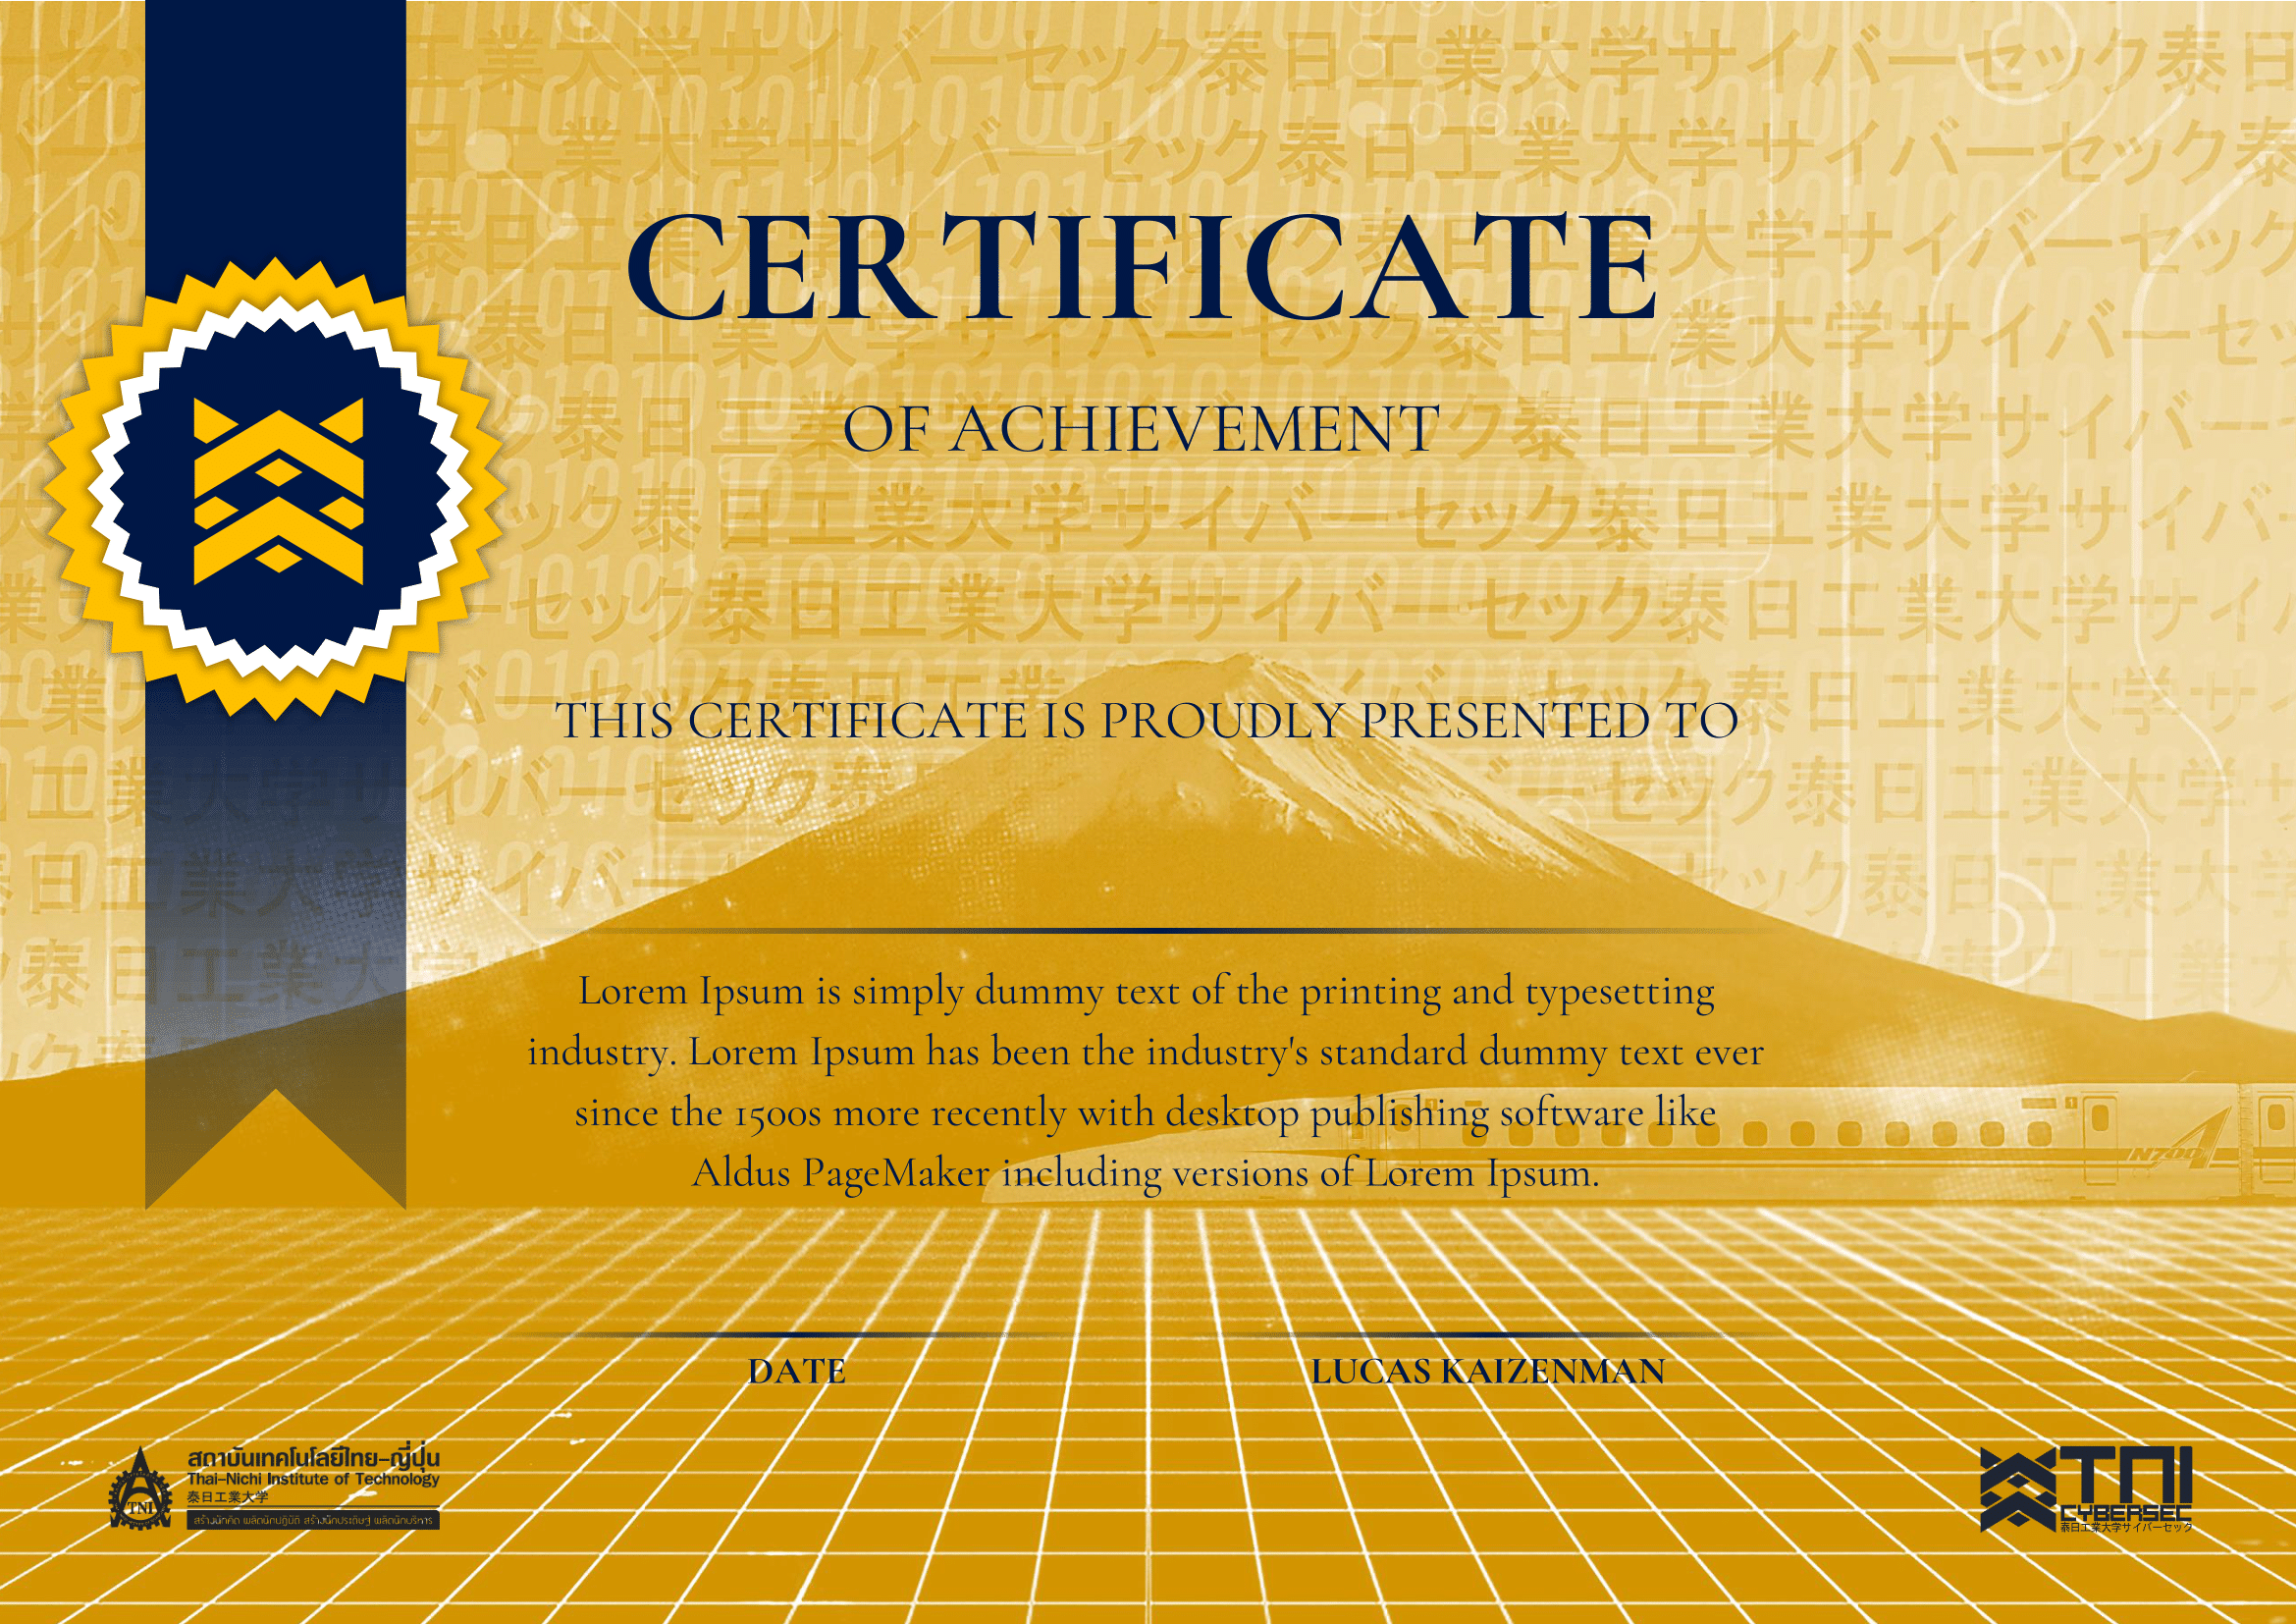 CERTIFICATE
OF ACHIEVEMENT
THIS CERTIFICATE IS PROUDLY PRESENTED TO
Lorem Ipsum is simply dummy text of the printing and typesetting
industry. Lorem Ipsum has been the industry's standard dummy text ever
since the 1500s more recently with desktop publishing software like
Aldus PageMaker including versions of Lorem Ipsum.
N700A
DATE
LUCAS KAIZENMAN
TNI
สถาบันเทคโนโลยีไทย-ญี่ปุ่น
Thai-Nichi Institute of Technology
泰日工業大学
สร้างนักคิด ผลิตนักปฏิบัติ สร้างนักประดิษฐ์ ผลิตนักบริหาร
TNI
CYBERSEC
泰日工業大学サイバーセック